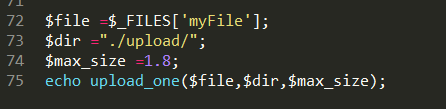 72 $file =$_FILES['myFile'];
73 $dir ="./upload/";
74 $max_size =1.8;
75 echo upload_one($file,$dir,$max_size);